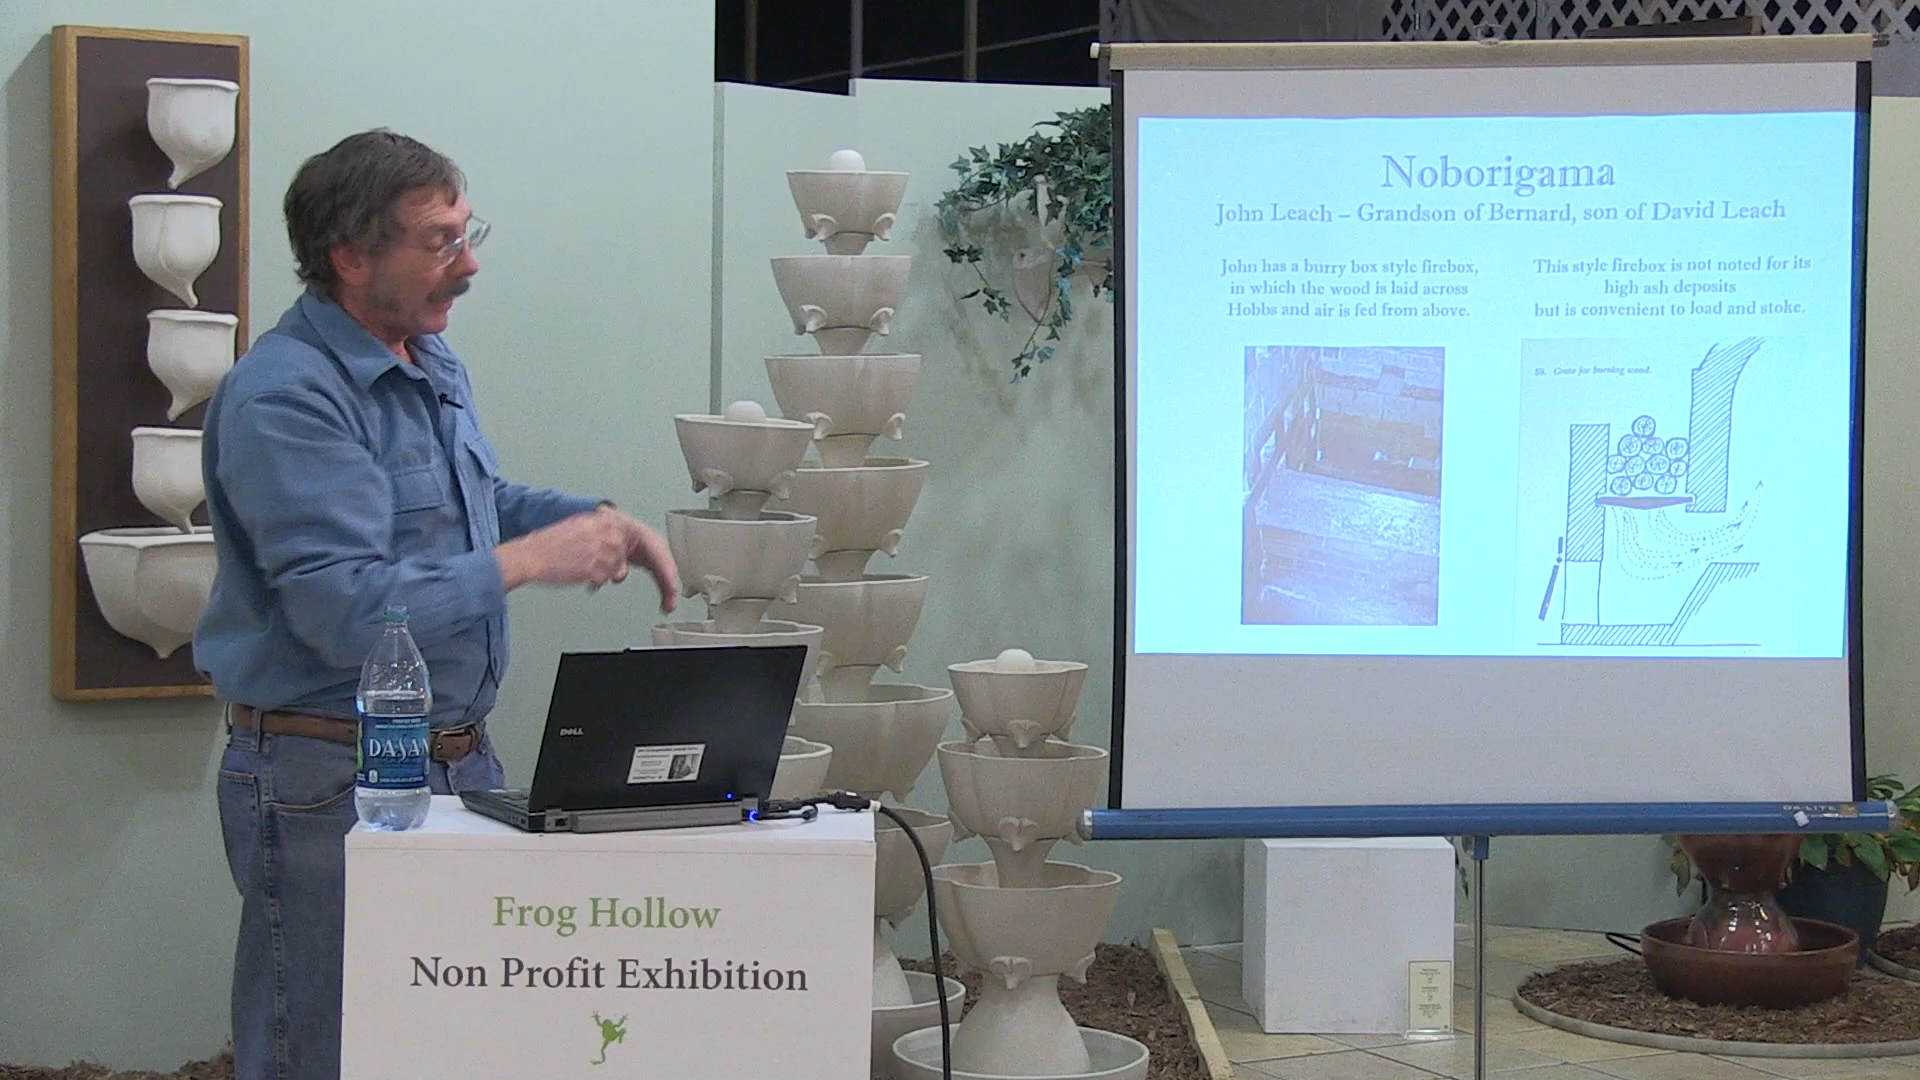 Noborigama
John Leach – Grandson of Bernard, son of David Leach
John has a burry box style firebox,
in which the wood is laid across
Hobbs and air is fed from above.
This style firebox is not noted for its
high ash deposits
but is convenient to load and stoke.
59. Grate for burning wood.
DELL
DASANI
DA-LITE
Frog Hollow
Non Profit Exhibition